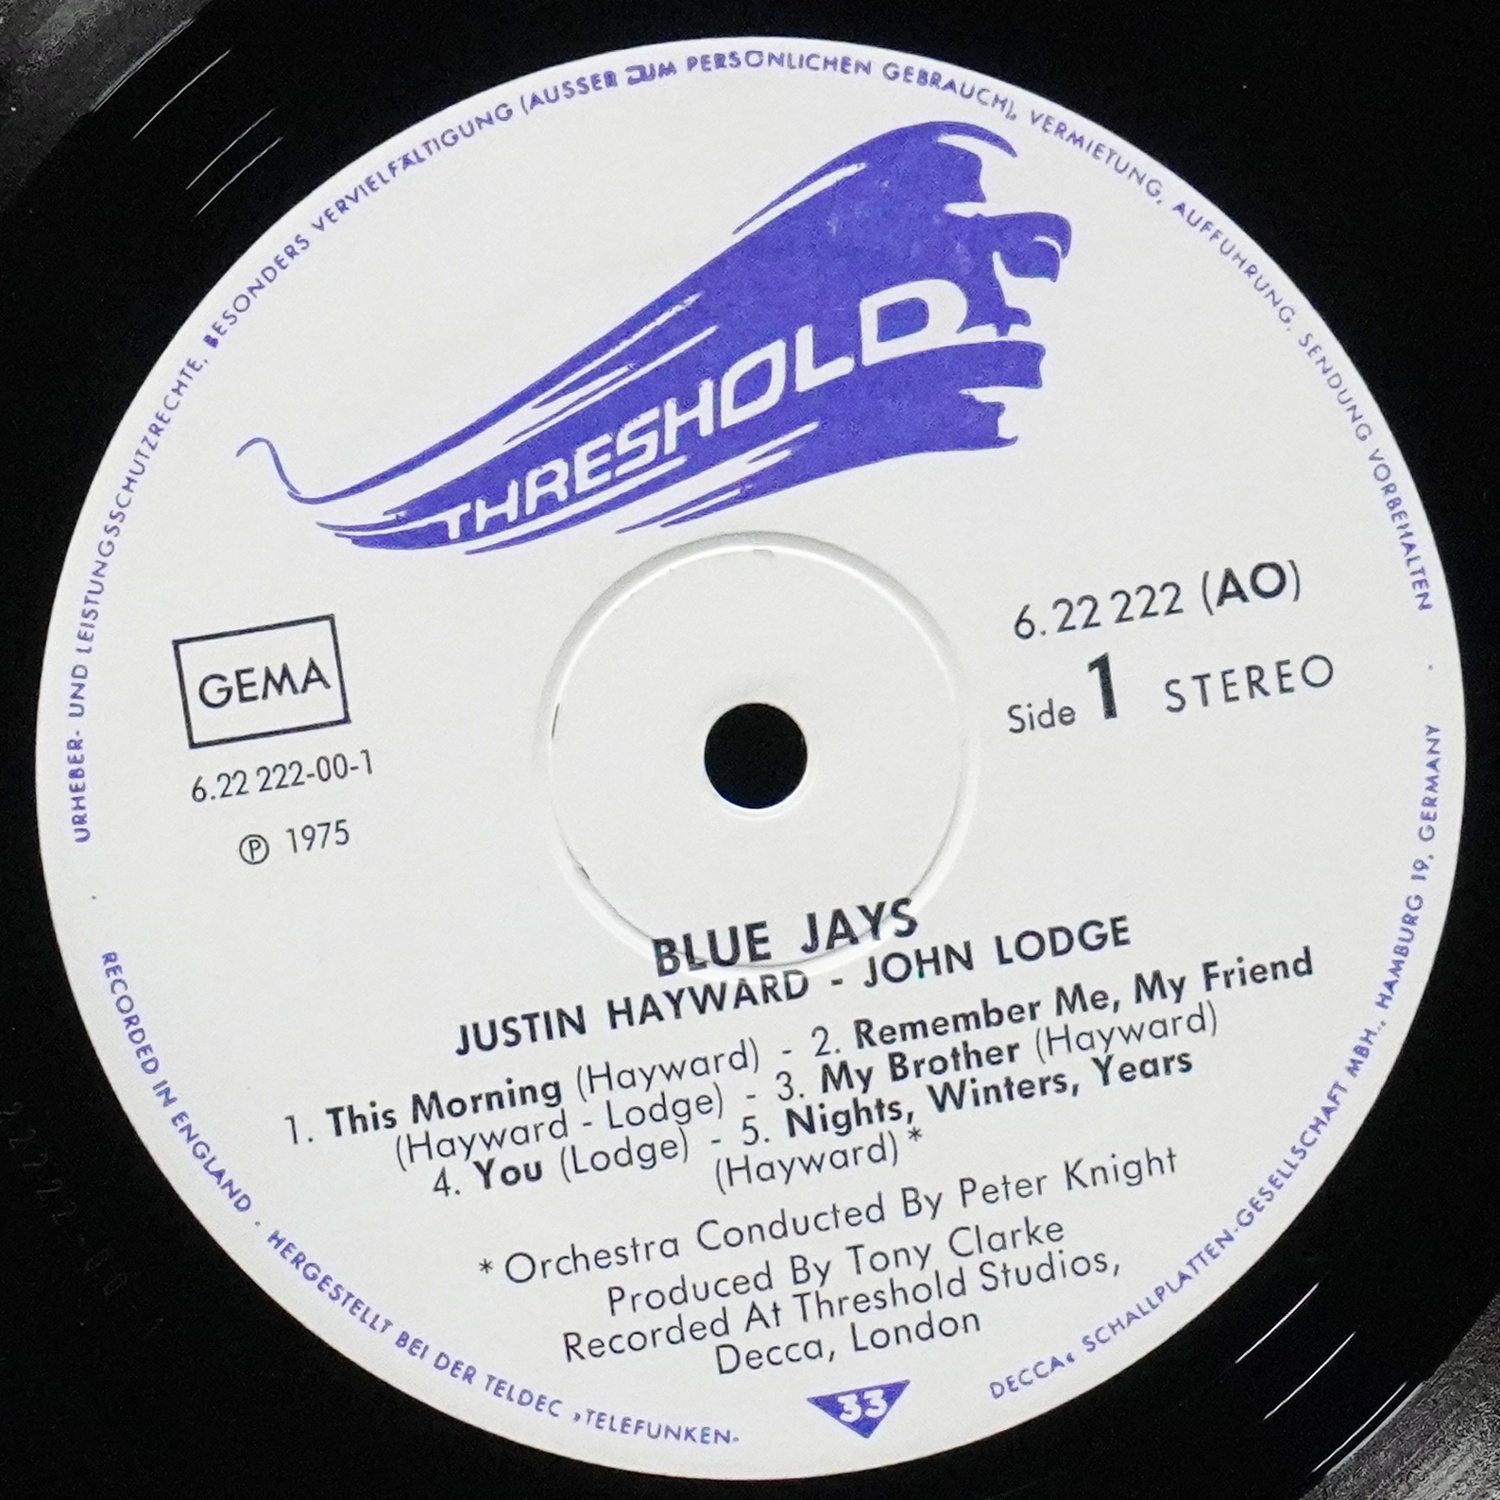 URHEBER- UND LEISTUNGSSCHUTZRECHTE, BESONDERS VERVIELFÄLTIGUNG (AUSSER ZUM PERSÖNLICHEN GEBRAUCH), VERMIETUNG, AUFFÜHRUNG, SENDUNG VORBEHALTEN
THRESHOLD
6.22 222 (AO)
Side 1 STEREO
GEMA
6.22 222-00-1
Ⓟ 1975
BLUE JAYS
JUSTIN HAYWARD - JOHN LODGE
1. This Morning (Hayward) - 2. Remember Me, My Friend
(Hayward - Lodge) - 3. My Brother (Hayward)
4. You (Lodge) - 5. Nights, Winters, Years
(Hayward) *
* Orchestra Conducted By Peter Knight
Produced By Tony Clarke
Recorded At Threshold Studios,
Decca, London
33
RECORDED IN ENGLAND · HERGESTELLT BEI DER TELDEC »TELEFUNKEN-
DECCA« SCHALLPLATTEN-GESELLSCHAFT MBH., HAMBURG 19, GERMANY